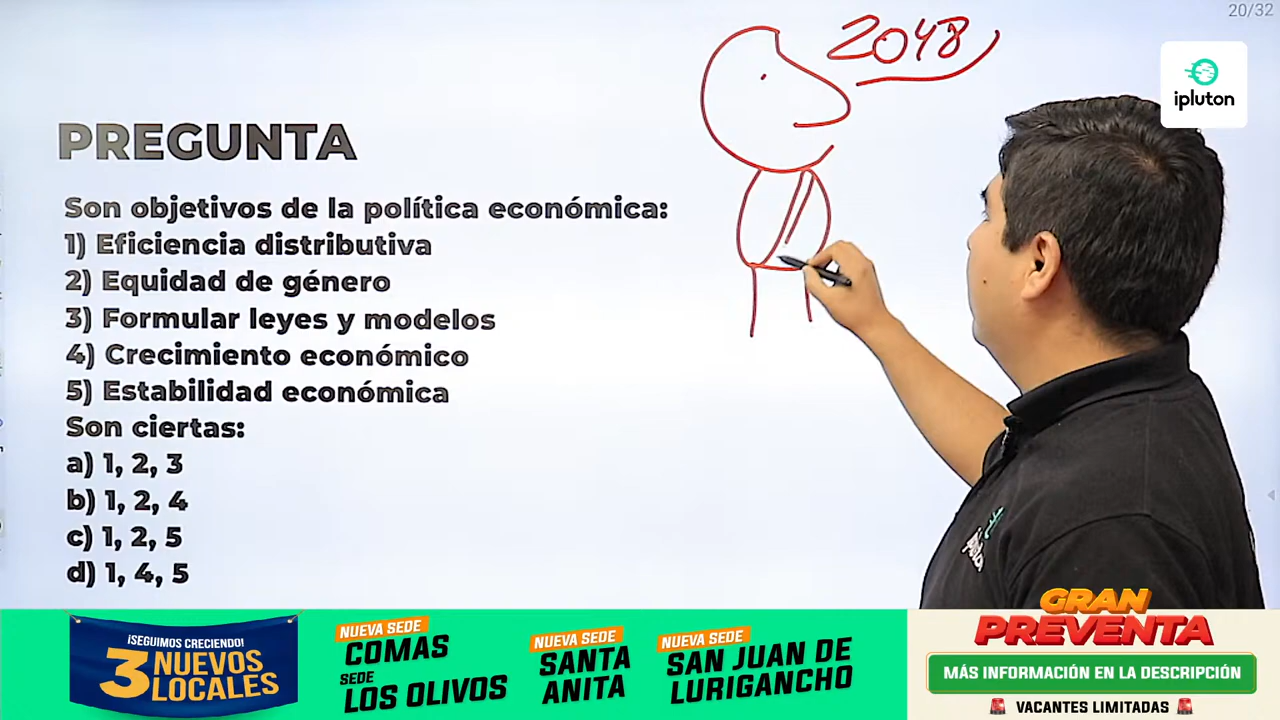 20/32
2048
ipluton
PREGUNTA
Son objetivos de la política económica:
1) Eficiencia distributiva
2) Equidad de género
3) Formular leyes y modelos
4) Crecimiento económico
5) Estabilidad económica
Son ciertas:
a) 1, 2, 3
b) 1, 2, 4
c) 1, 2, 5
d) 1, 4, 5
¡SEGUIMOS CRECIENDO!
3 NUEVOS
LOCALES
NUEVA SEDE
COMAS
SEDE
LOS OLIVOS
NUEVA SEDE
SANTA
ANITA
NUEVA SEDE
SAN JUAN DE
LURIGANCHO
GRAN
PREVENTA
MÁS INFORMACIÓN EN LA DESCRIPCIÓN
VACANTES LIMITADAS